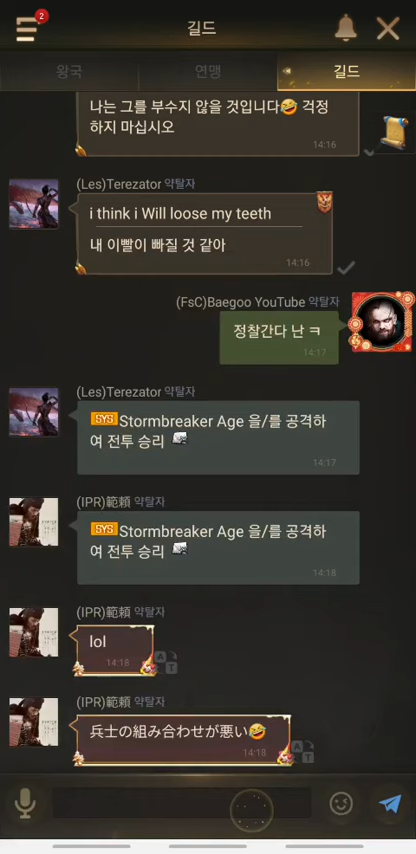 2
길드
왕국
연맹
길드
나는 그를 부수지 않을 것입니다🤣 걱정
하지 마십시오
14:16
(Les)Terezator 약탈자
i think i Will loose my teeth
내 이빨이 빠질 것 같아
14:16
(FsC)Baegoo YouTube 약탈자
정찰간다 난 ㅋ
14:17
(Les)Terezator 약탈자
SYS Stormbreaker Age 을/를 공격하
여 전투 승리
14:17
(IPR)範頼 약탈자
SYS Stormbreaker Age 을/를 공격하
여 전투 승리
14:18
(IPR)範頼 약탈자
lol
14:18
A
T
(IPR)範頼 약탈자
兵士の組み合わせが悪い🤣
14:18
A
T